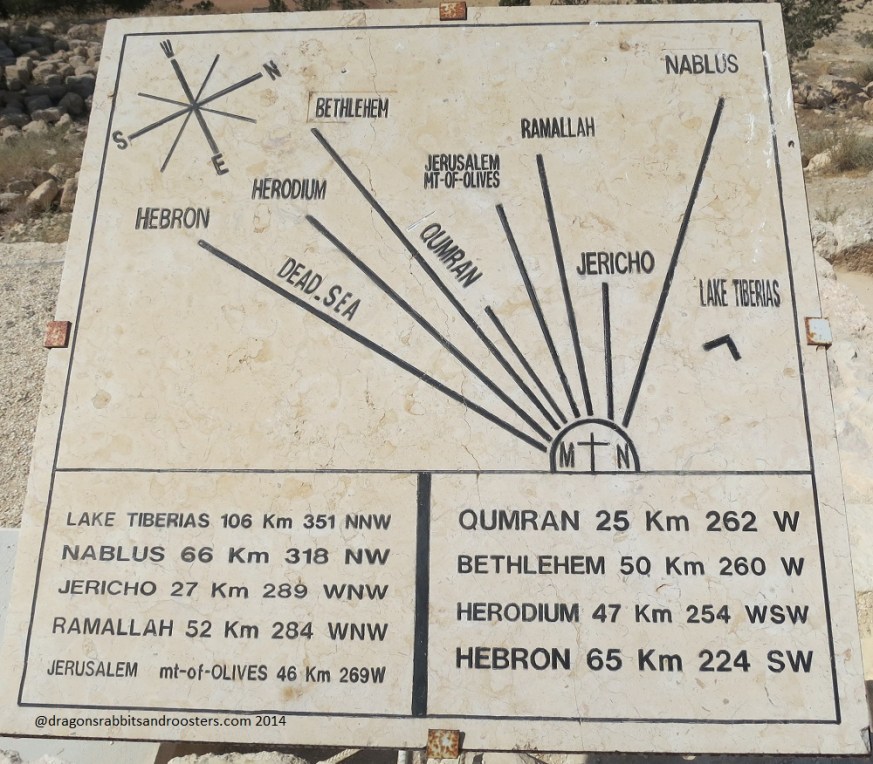 W
N
S
E
NABLUS
BETHLEHEM
RAMALLAH
JERUSALEM
MT-OF-OLIVES
HERODIUM
HEBRON
QUMRAN
JERICHO
DEAD_SEA
LAKE TIBERIAS
M N
LAKE TIBERIAS 106 Km 351 NNW
NABLUS 66 Km 318 NW
JERICHO 27 Km 289 WNW
RAMALLAH 52 Km 284 WNW
JERUSALEM mt-of-OLIVES 46 Km 269W
QUMRAN 25 Km 262 W
BETHLEHEM 50 Km 260 W
HERODIUM 47 Km 254 WSW
HEBRON 65 Km 224 SW
@dragonsrabbitsandroosters.com 2014